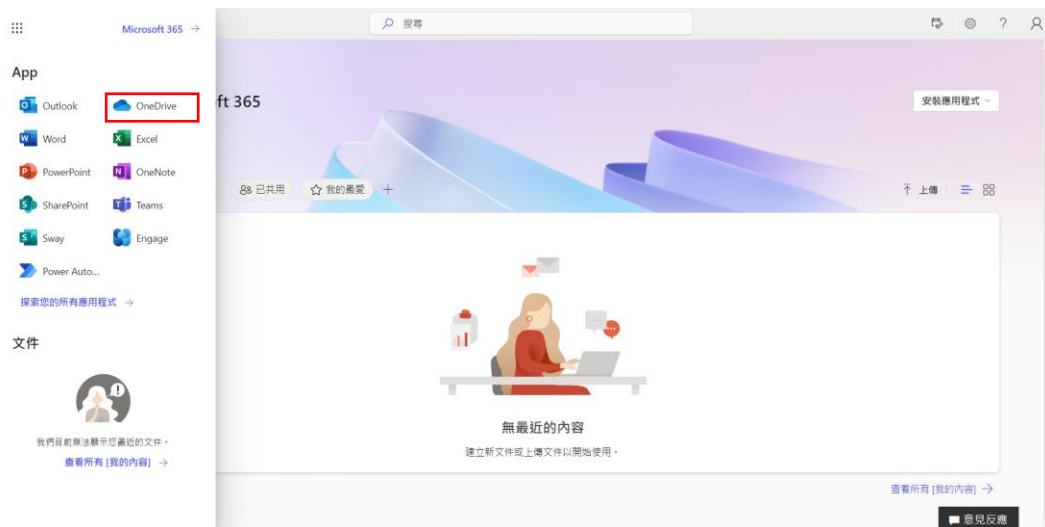 Microsoft 365 →
搜尋
App
Outlook
OneDrive
ft 365
安裝應用程式
Word
Excel
PowerPoint
OneNote
已共用
我的最愛
上傳
SharePoint
Teams
Sway
Engage
Power Auto...
探索您的所有應用程式 →
文件
我們目前無法顯示您最近的文件。
查看所有 [我的內容] →
無最近的內容
建立新文件或上傳文件以開始使用。
查看所有 [我的內容] →
意見反應